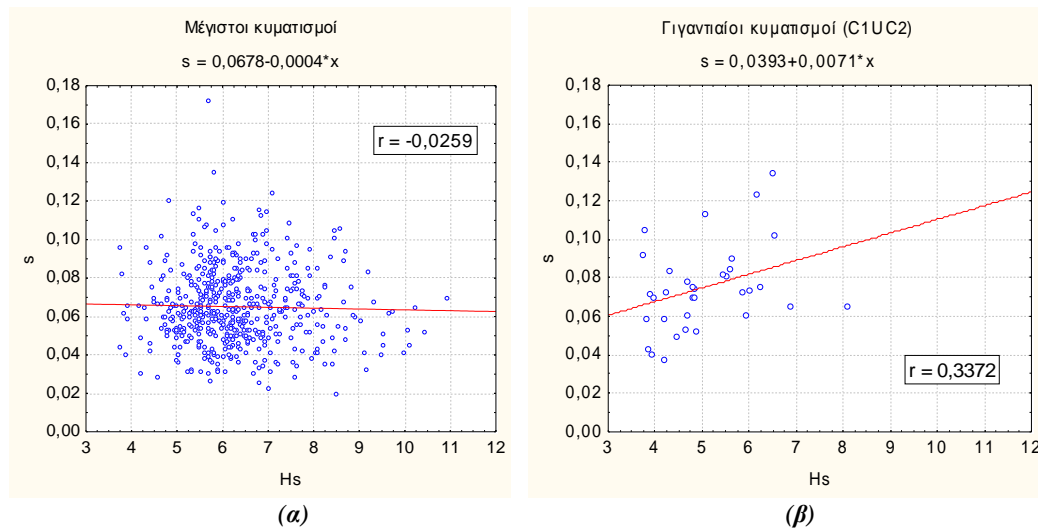 Μέγιστοι κυματισμοί
s = 0,0678-0,0004*x
0,18
0,16
0,14
0,12
0,10
0,08
0,06
0,04
0,02
0,00
s
r = -0,0259
3 4 5 6 7 8 9 10 11 12
Hs
(α)
Γιγαντιαίοι κυματισμοί (C1UC2)
s = 0,0393+0,0071*x
0,18
0,16
0,14
0,12
0,10
0,08
0,06
0,04
0,02
0,00
s
r = 0,3372
3 4 5 6 7 8 9 10 11 12
Hs
(β)